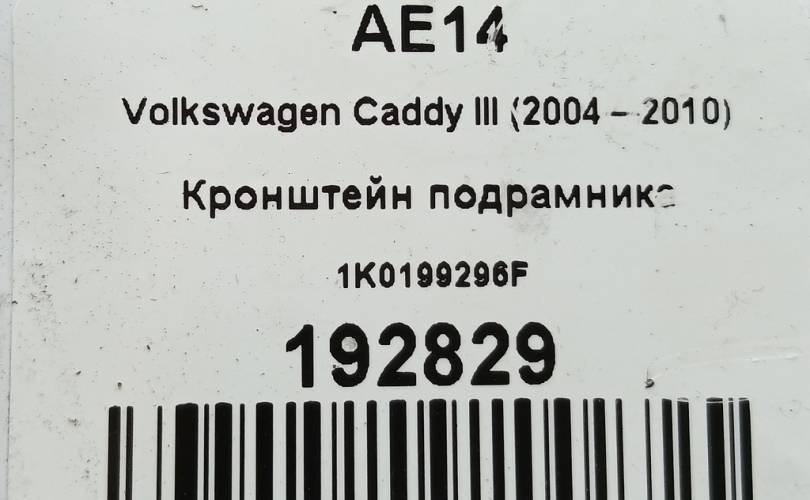 AE14
Volkswagen Caddy III (2004 – 2010)
Кронштейн подрамника
1K0199296F
192829